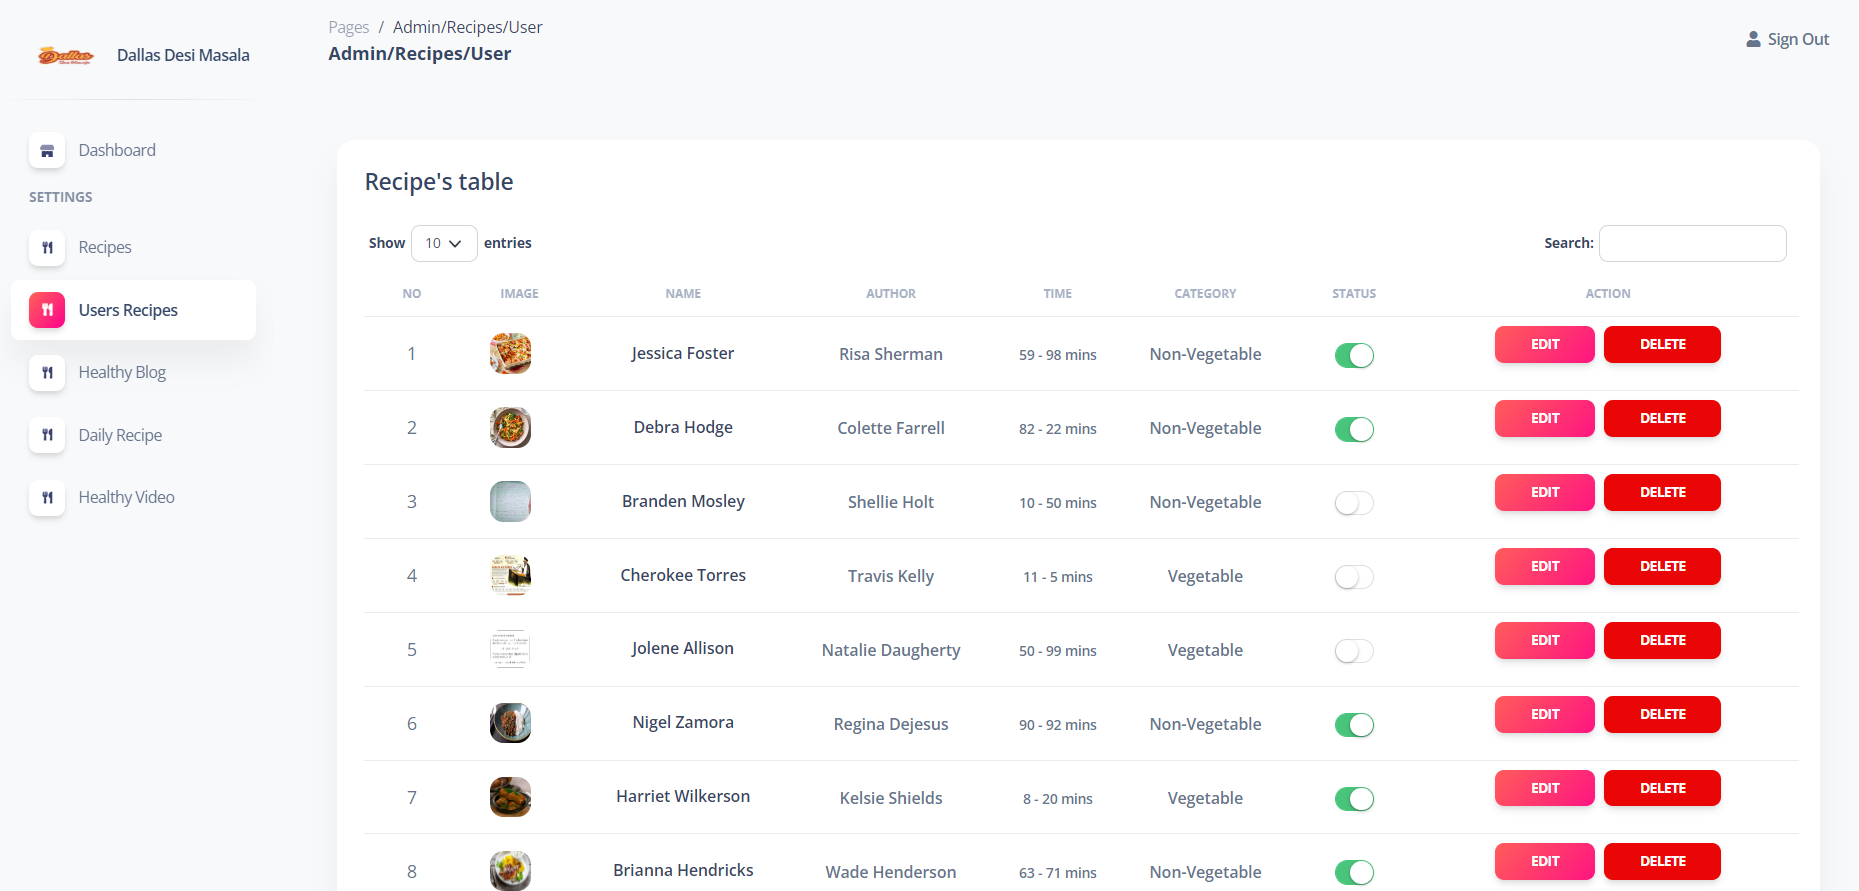 Pages / Admin/Recipes/User
Admin/Recipes/User
Sign Out
Dallas
Dallas Desi Masala
Dashboard
SETTINGS
Recipes
Users Recipes
Healthy Blog
Daily Recipe
Healthy Video
Recipe's table
Show 10 entries
Search:
NO IMAGE NAME AUTHOR TIME CATEGORY STATUS ACTION
1 Jessica Foster Risa Sherman 59 - 98 mins Non-Vegetable EDIT DELETE
2 Debra Hodge Colette Farrell 82 - 22 mins Non-Vegetable EDIT DELETE
3 Branden Mosley Shellie Holt 10 - 50 mins Non-Vegetable EDIT DELETE
4 Cherokee Torres Travis Kelly 11 - 5 mins Vegetable EDIT DELETE
5 Jolene Allison Natalie Daugherty 50 - 99 mins Vegetable EDIT DELETE
6 Nigel Zamora Regina Dejesus 90 - 92 mins Non-Vegetable EDIT DELETE
7 Harriet Wilkerson Kelsie Shields 8 - 20 mins Vegetable EDIT DELETE
8 Brianna Hendricks Wade Henderson 63 - 71 mins Non-Vegetable EDIT DELETE